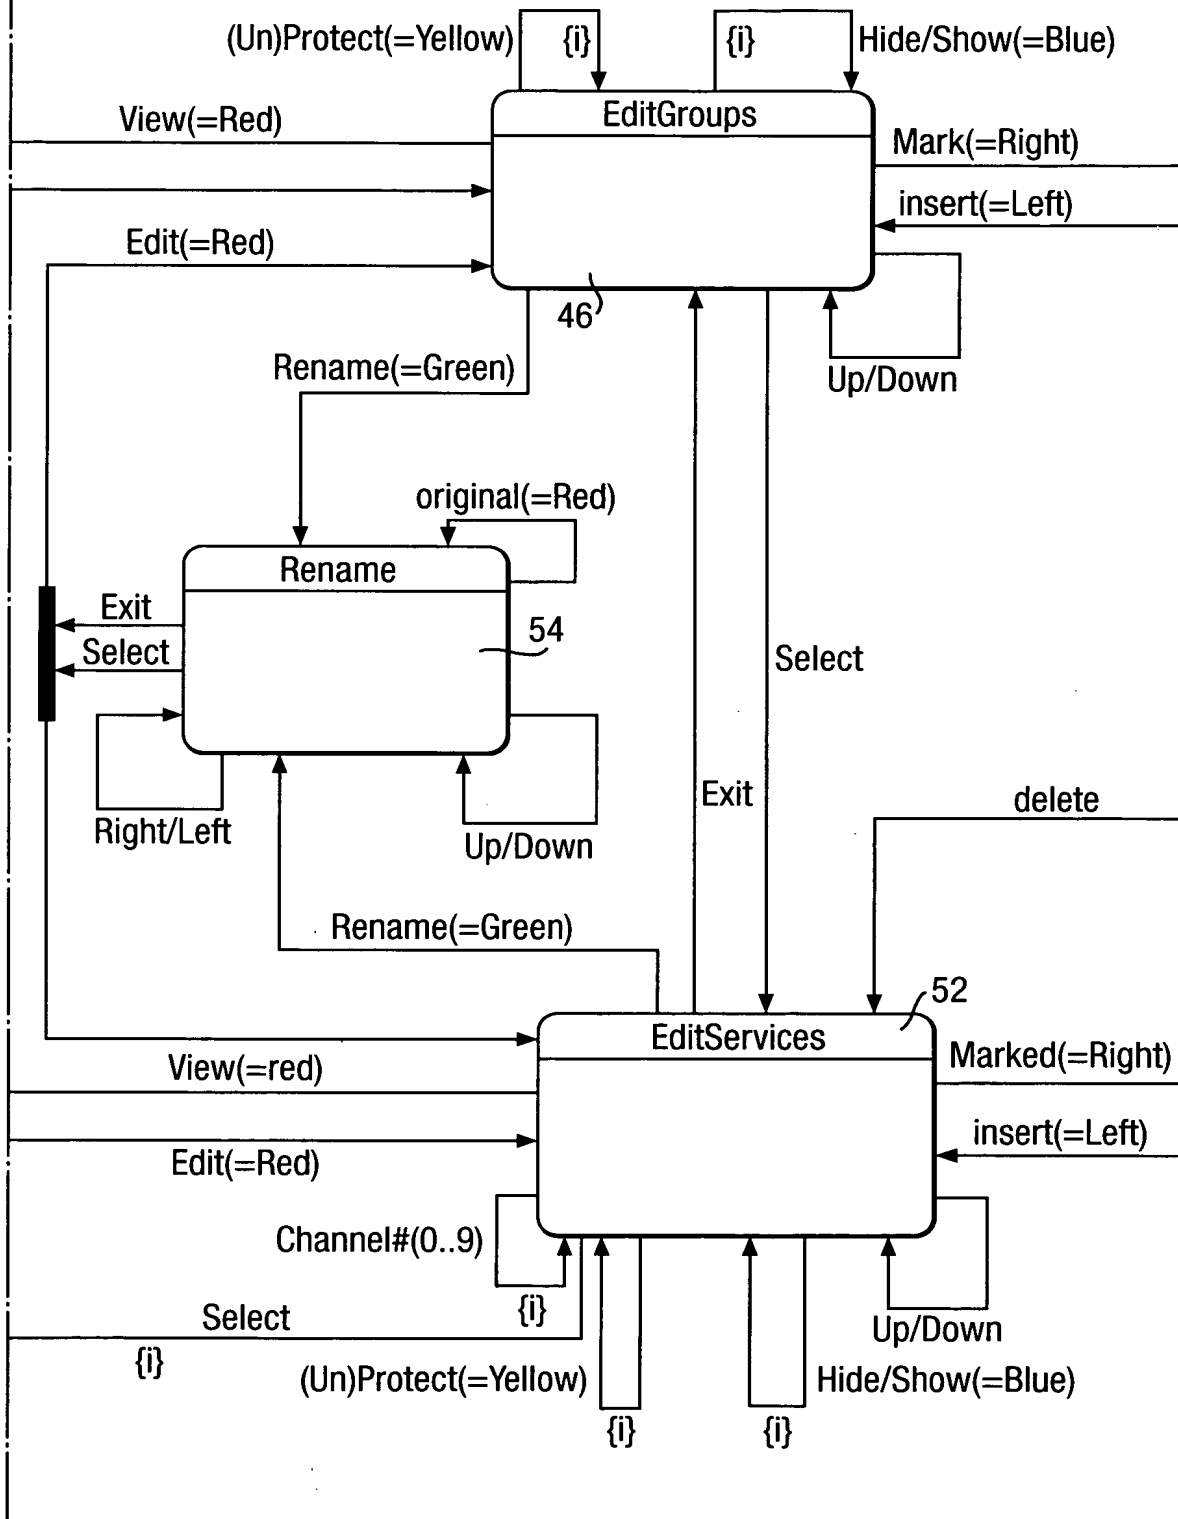 (Un)Protect(=Yellow)
{i}
{i}
Hide/Show(=Blue)
EditGroups
View(=Red)
Mark(=Right)
insert(=Left)
Edit(=Red)
46
Rename(=Green)
Up/Down
original(=Red)
Rename
Exit
54
Select
Select
Exit
delete
Right/Left
Up/Down
Rename(=Green)
52
EditServices
Marked(=Right)
View(=red)
insert(=Left)
Edit(=Red)
Channel#(0..9)
{i}
Select
Up/Down
{i}
(Un)Protect(=Yellow)
Hide/Show(=Blue)
{i}
{i}